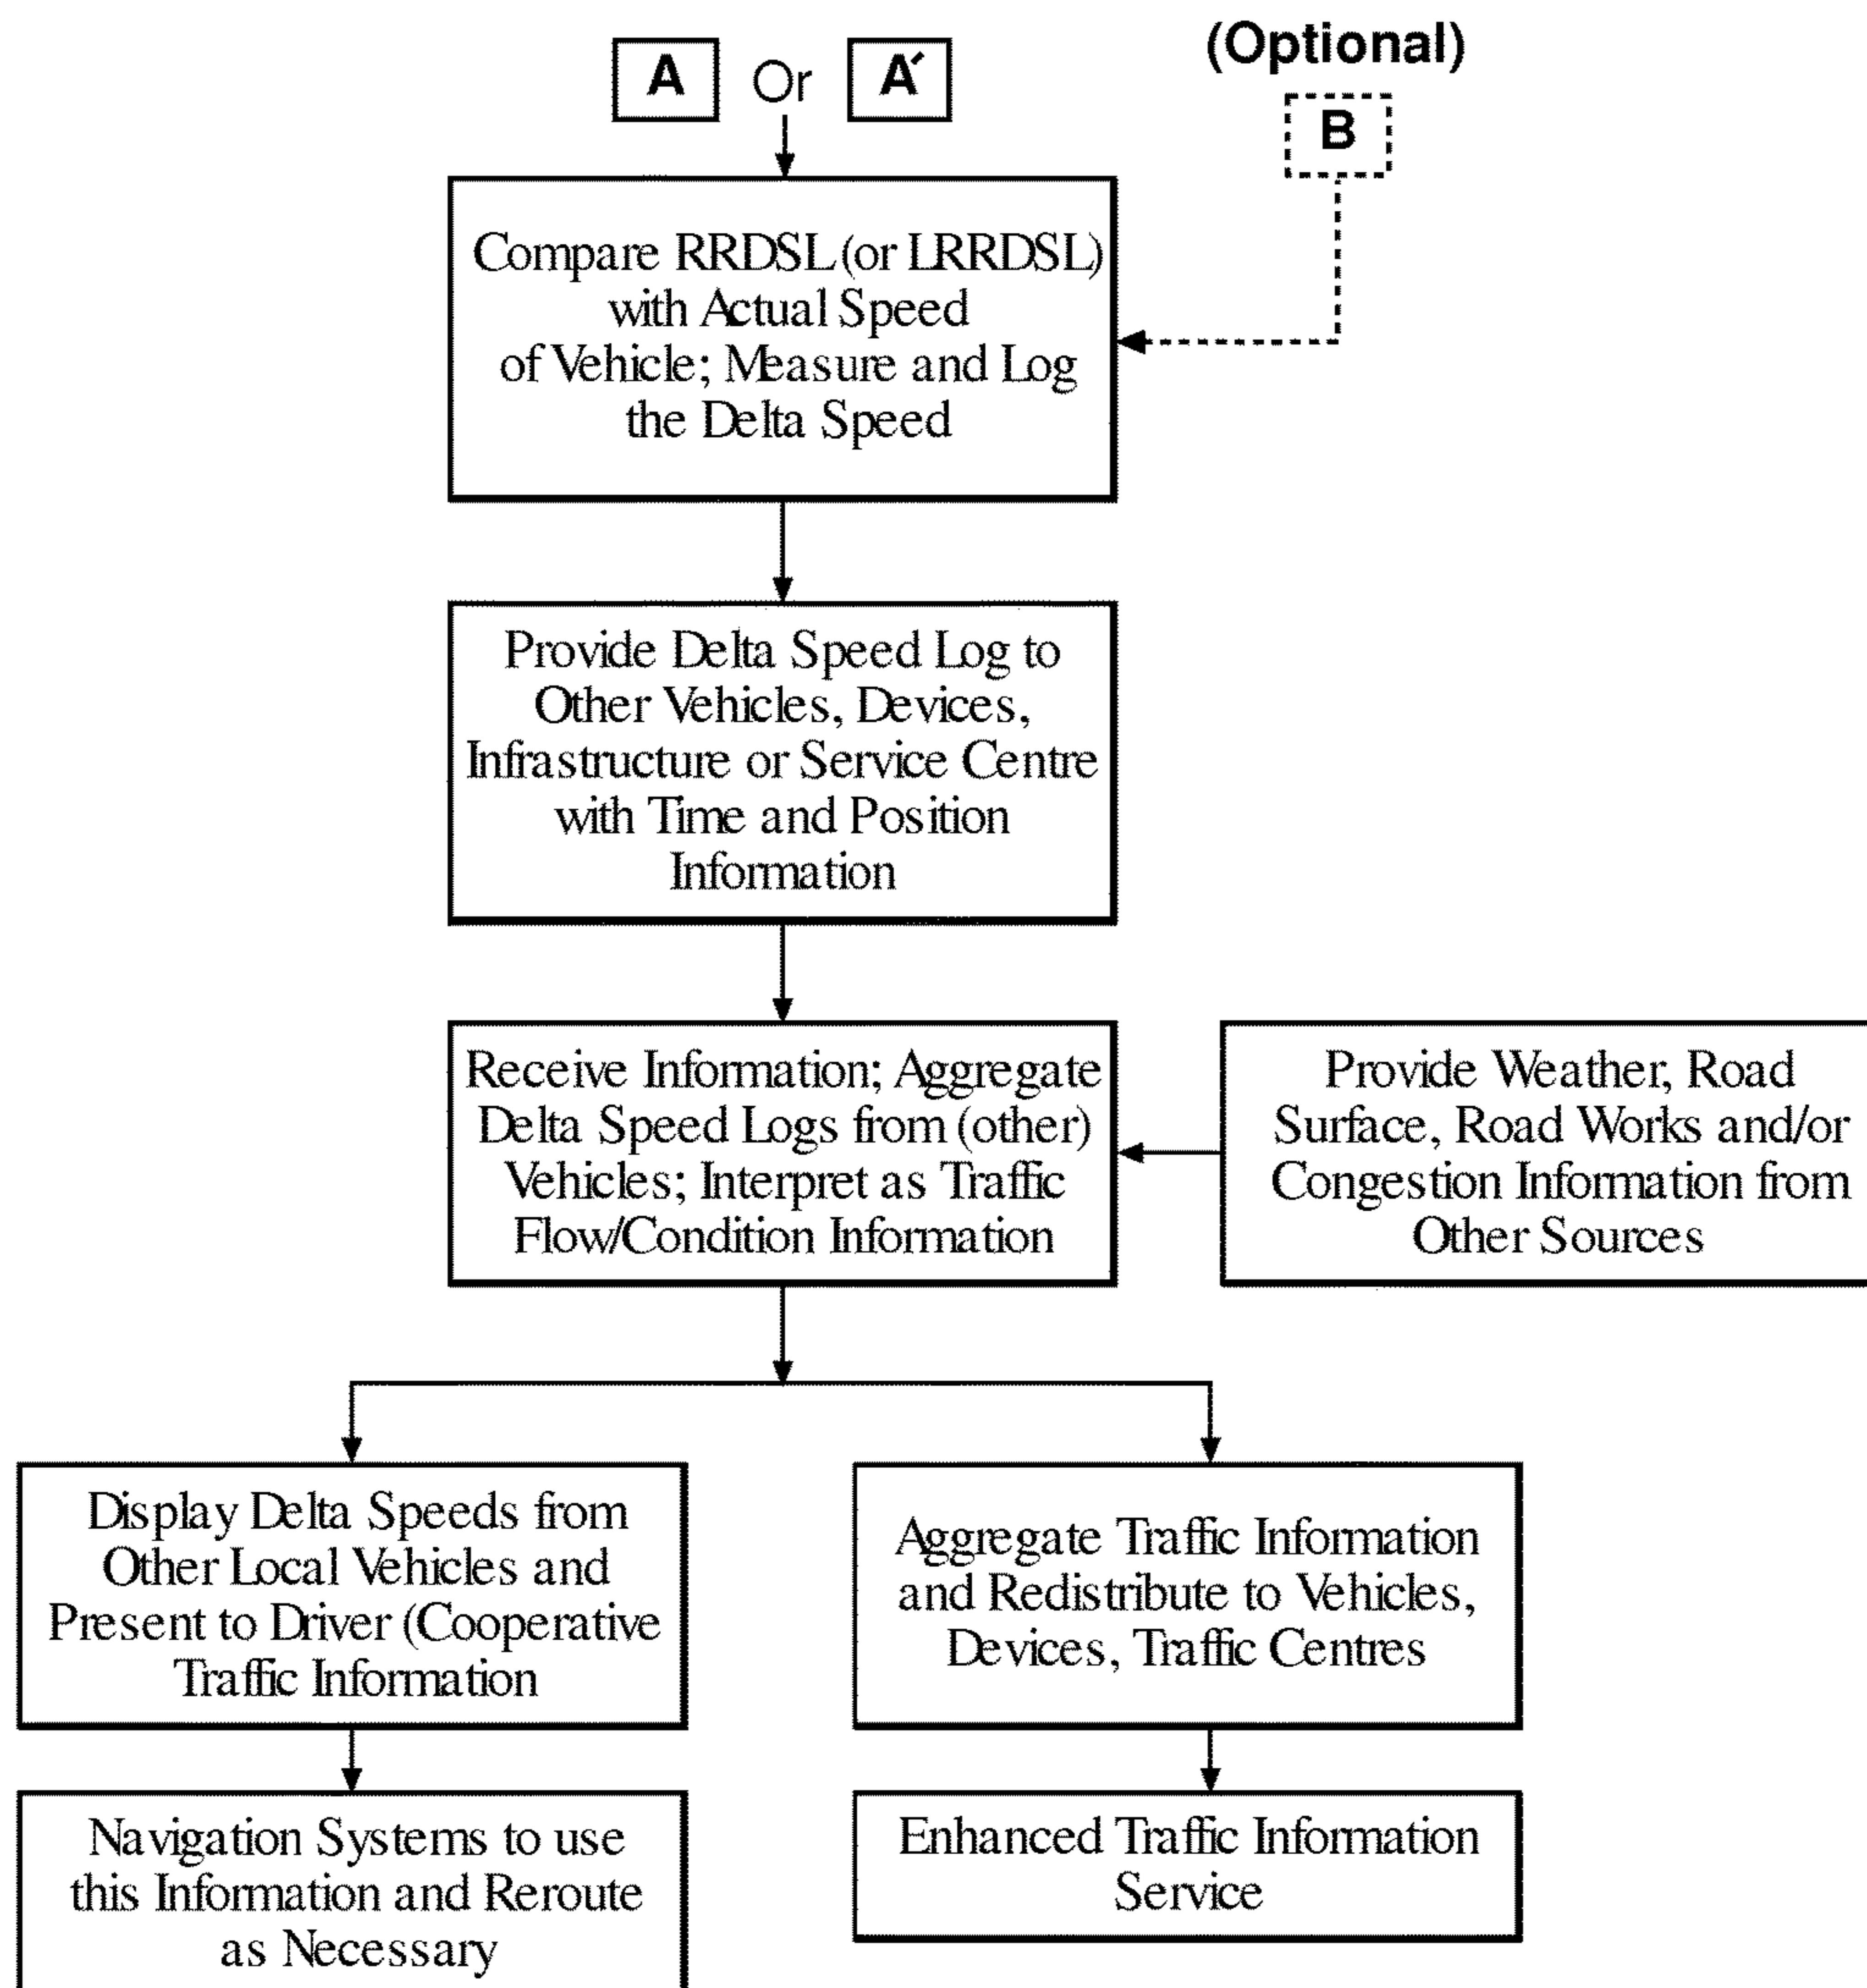 A Or A′
(Optional)
B
Compare RRDSL (or LRRDSL)
with Actual Speed
of Vehicle; Measure and Log
the Delta Speed
Provide Delta Speed Log to
Other Vehicles, Devices,
Infrastructure or Service Centre
with Time and Position
Information
Receive Information; Aggregate
Delta Speed Logs from (other)
Vehicles; Interpret as Traffic
Flow/Condition Information
Provide Weather, Road
Surface, Road Works and/or
Congestion Information from
Other Sources
Display Delta Speeds from
Other Local Vehicles and
Present to Driver (Cooperative
Traffic Information
Aggregate Traffic Information
and Redistribute to Vehicles,
Devices, Traffic Centres
Navigation Systems to use
this Information and Reroute
as Necessary
Enhanced Traffic Information
Service